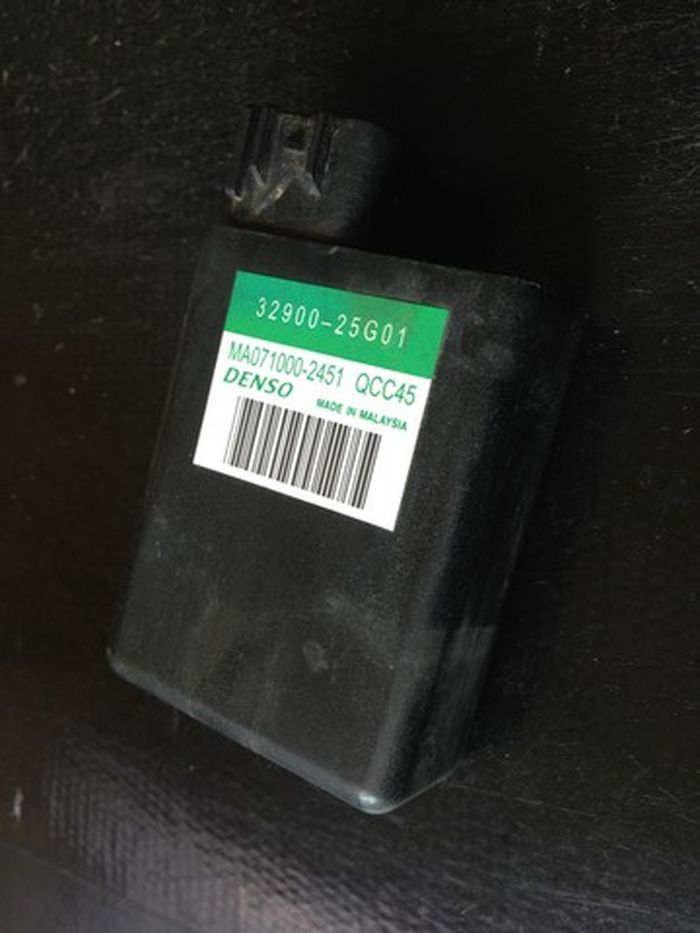 32900-25G01
MA071000-2451 QCC45
DENSO
MADE IN MALAYSIA